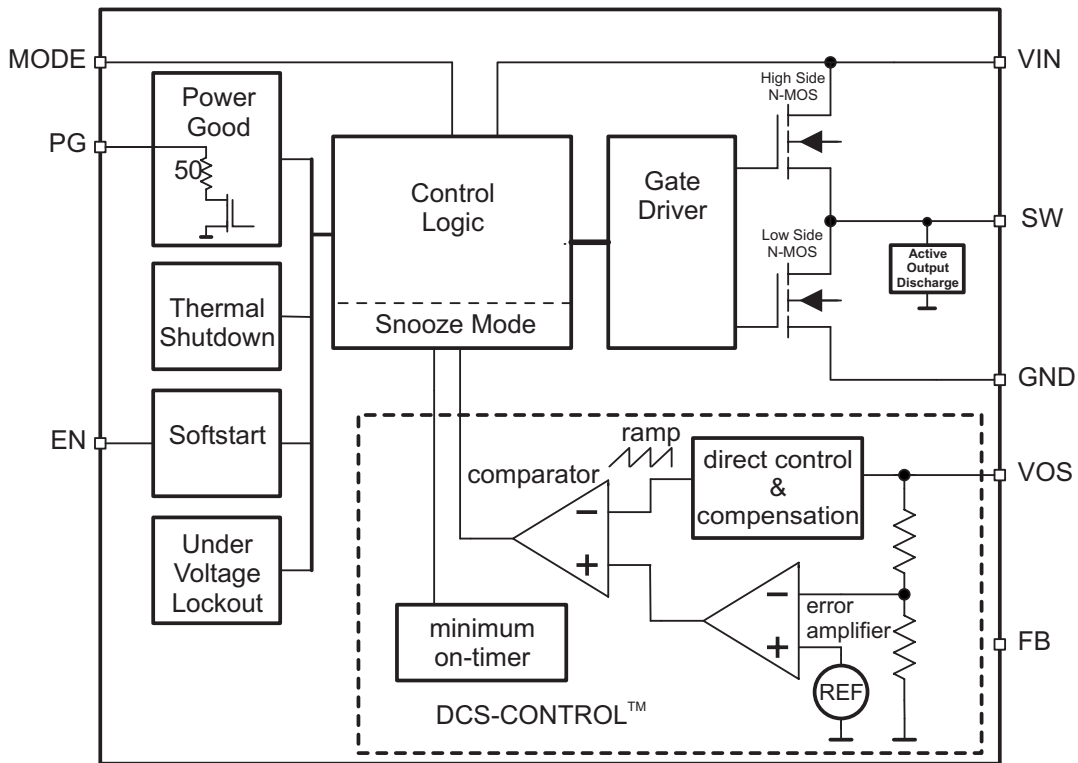 MODE
VIN
High Side
N-MOS
Power
Good
PG
50
Control
Logic
Gate
Driver
SW
Low Side
N-MOS
Active
Output
Discharge
Thermal
Shutdown
Snooze Mode
GND
EN
Softstart
ramp
comparator
direct control
&
compensation
VOS
−
+
Under
Voltage
Lockout
−
+
error
amplifier
minimum
on-timer
FB
REF
DCS-CONTROL™